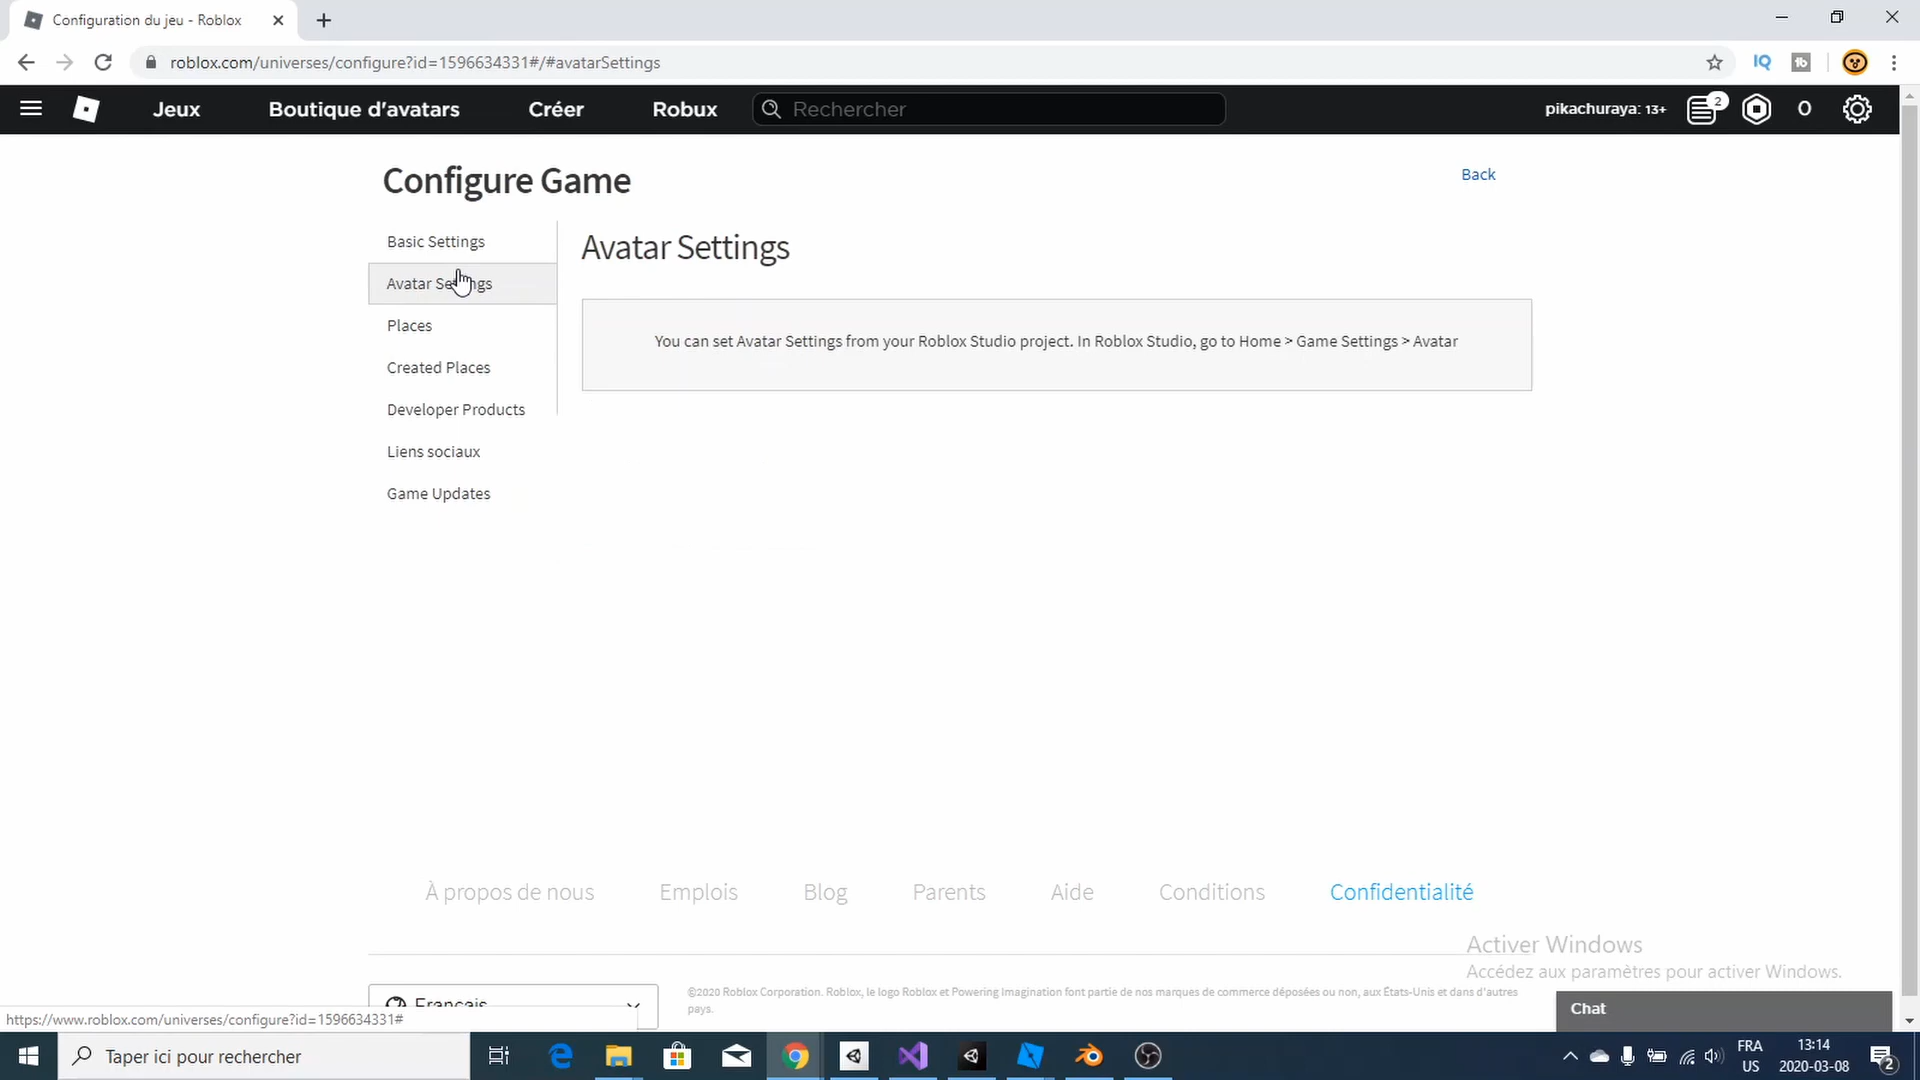 Configuration du jeu - Roblox
roblox.com/universes/configure?id=1596634331#/#avatarSettings
IQ
tb
Jeux
Boutique d'avatars
Créer
Robux
Rechercher
pikachuraya: 13+
2
0
Configure Game
Back
Basic Settings
Avatar Settings
Places
Created Places
Developer Products
Liens sociaux
Game Updates
Avatar Settings
You can set Avatar Settings from your Roblox Studio project. In Roblox Studio, go to Home > Game Settings > Avatar
À propos de nous
Emplois
Blog
Parents
Aide
Conditions
Confidentialité
Activer Windows
Accédez aux paramètres pour activer Windows.
Français
©2020 Roblox Corporation. Roblox, le logo Roblox et Powering Imagination font partie de nos marques de commerce déposées ou non, aux États-Unis et dans d'autres
pays.
Chat
https://www.roblox.com/universes/configure?id=1596634331#
Taper ici pour rechercher
FRA
US
13:14
2020-03-08
2